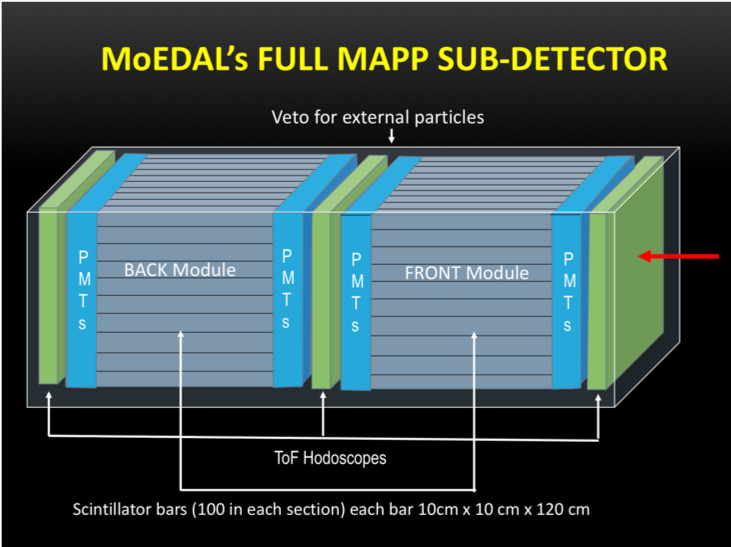 MoEDAL's FULL MAPP SUB-DETECTOR
Veto for external particles
PMTs
BACK Module
PMTs
PMTs
FRONT Module
PMTs
ToF Hodoscopes
Scintillator bars (100 in each section) each bar 10cm x 10 cm x 120 cm